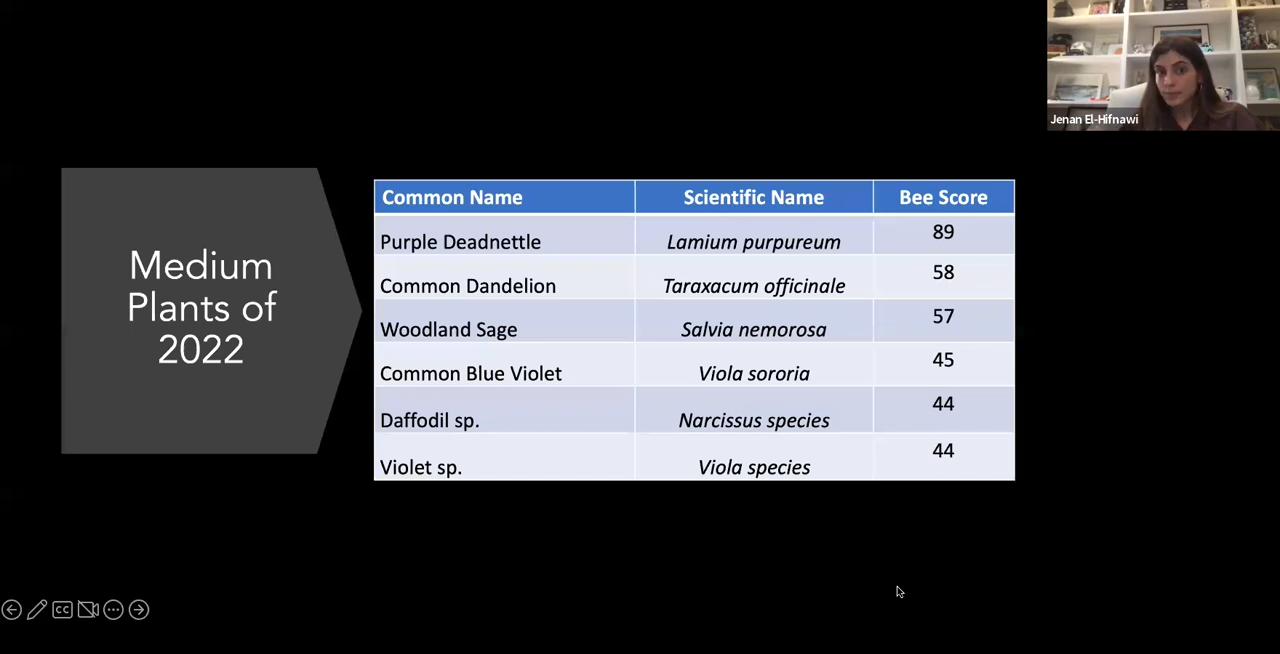 Jenan El-Hifnawi
Medium
Plants of
2022
Common Name Scientific Name Bee Score
Purple Deadnettle Lamium purpureum 89
Common Dandelion Taraxacum officinale 58
Woodland Sage Salvia nemorosa 57
Common Blue Violet Viola sororia 45
Daffodil sp. Narcissus species 44
Violet sp. Viola species 44
CC